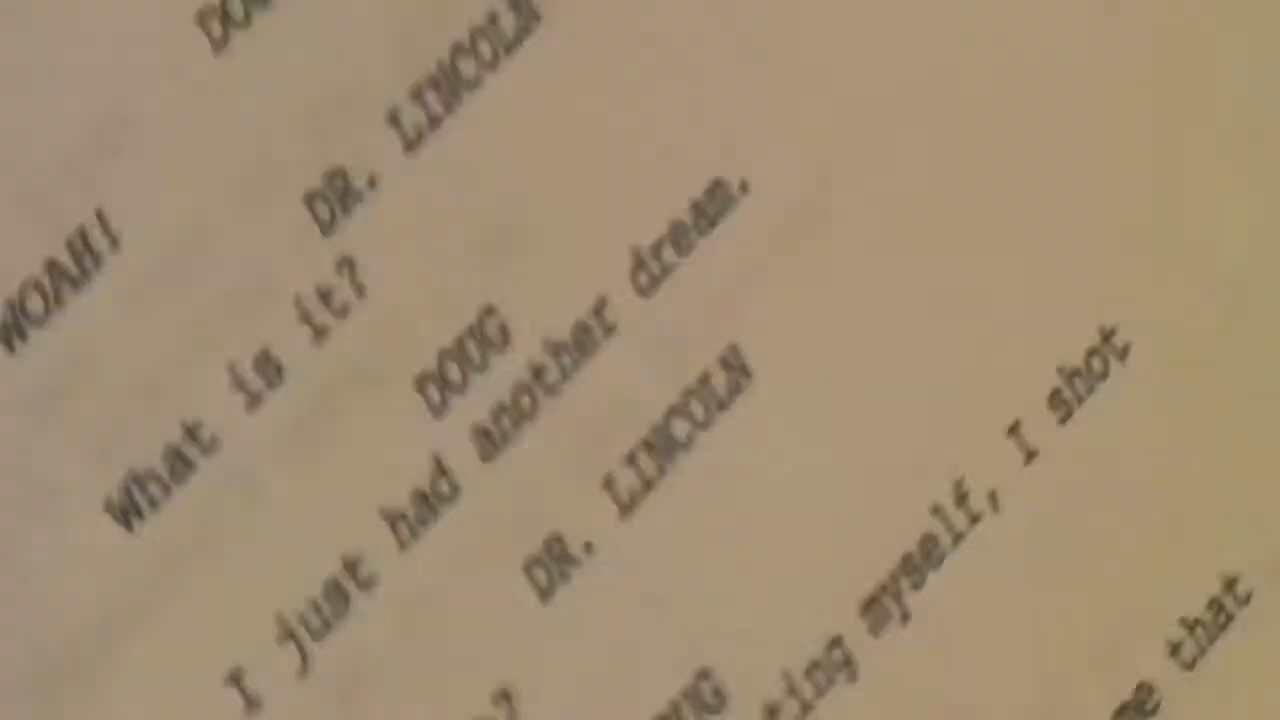 WOAH!
DR. LINCOLN
What is it?
DOUG
I just had another dream.
DR. LINCOLN
myself, I shot
that